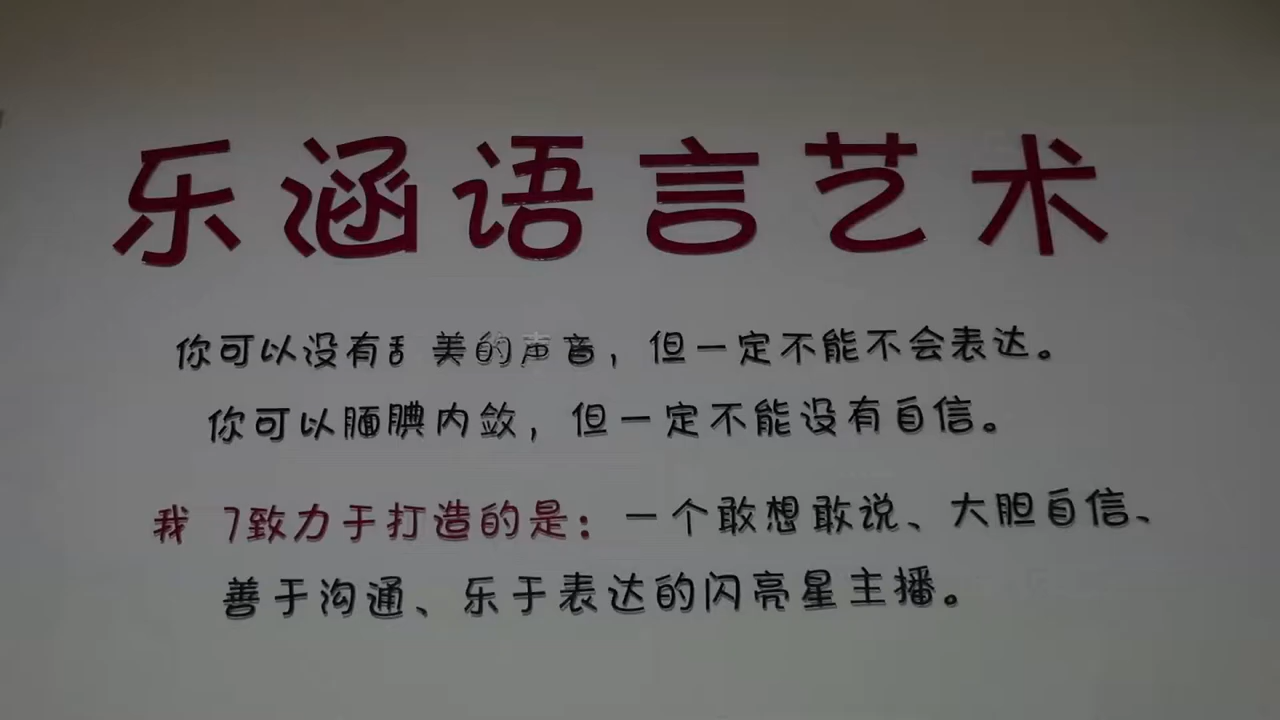 乐涵语言艺术
你可以没有 美的声音，但一定不能不会表达。
你可以腼腆内敛，但一定不能没有自信。
我 致力于打造的是：一个敢想敢说、大胆自信、
善于沟通、乐于表达的闪亮星主播。